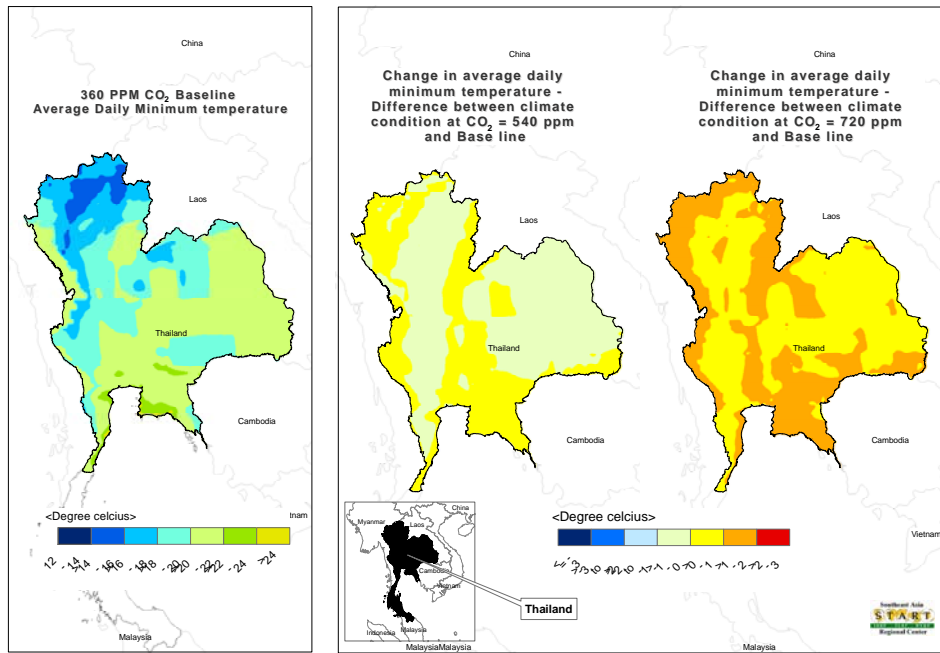 China
360 PPM CO2 Baseline
Average Daily Minimum temperature
Laos
Thailand
Cambodia
tnam
<Degree celcius>
12 - 14
>14 - 16
>16 - 18
>18 - 20
>20 - 22
>22 - 24
>24
Malaysia
China
Change in average daily
minimum temperature -
Difference between climate
condition at CO2 = 540 ppm
and Base line
Laos
Thailand
Cambodia
China
Change in average daily
minimum temperature -
Difference between climate
condition at CO2 = 720 ppm
and Base line
Laos
Thailand
Cambodia
Vietnam
<Degree celcius>
China
Myanmar
Laos
Cambodia
Vietnam
Malaysia
Indonesia
Thailand
MalaysiaMalaysia
Malaysia
Southeast Asia
START
Regional Center